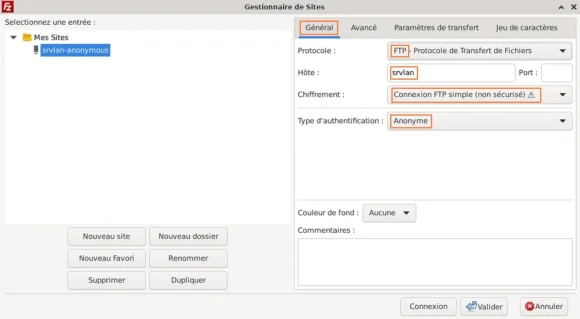 Gestionnaire de Sites
Sélectionnez une entrée :
Mes Sites
srvlan-anonymous
Nouveau site
Nouveau dossier
Nouveau Favori
Renommer
Supprimer
Dupliquer
Général
Avancé
Paramètres de transfert
Jeu de caractères
Protocole :
FTP - Protocole de Transfert de Fichiers
Hôte :
srvlan
Port :
Chiffrement :
Connexion FTP simple (non sécurisé) ⚠
Type d'authentification :
Anonyme
Couleur de fond :
Aucune
Commentaires :
Connexion
Valider
Annuler